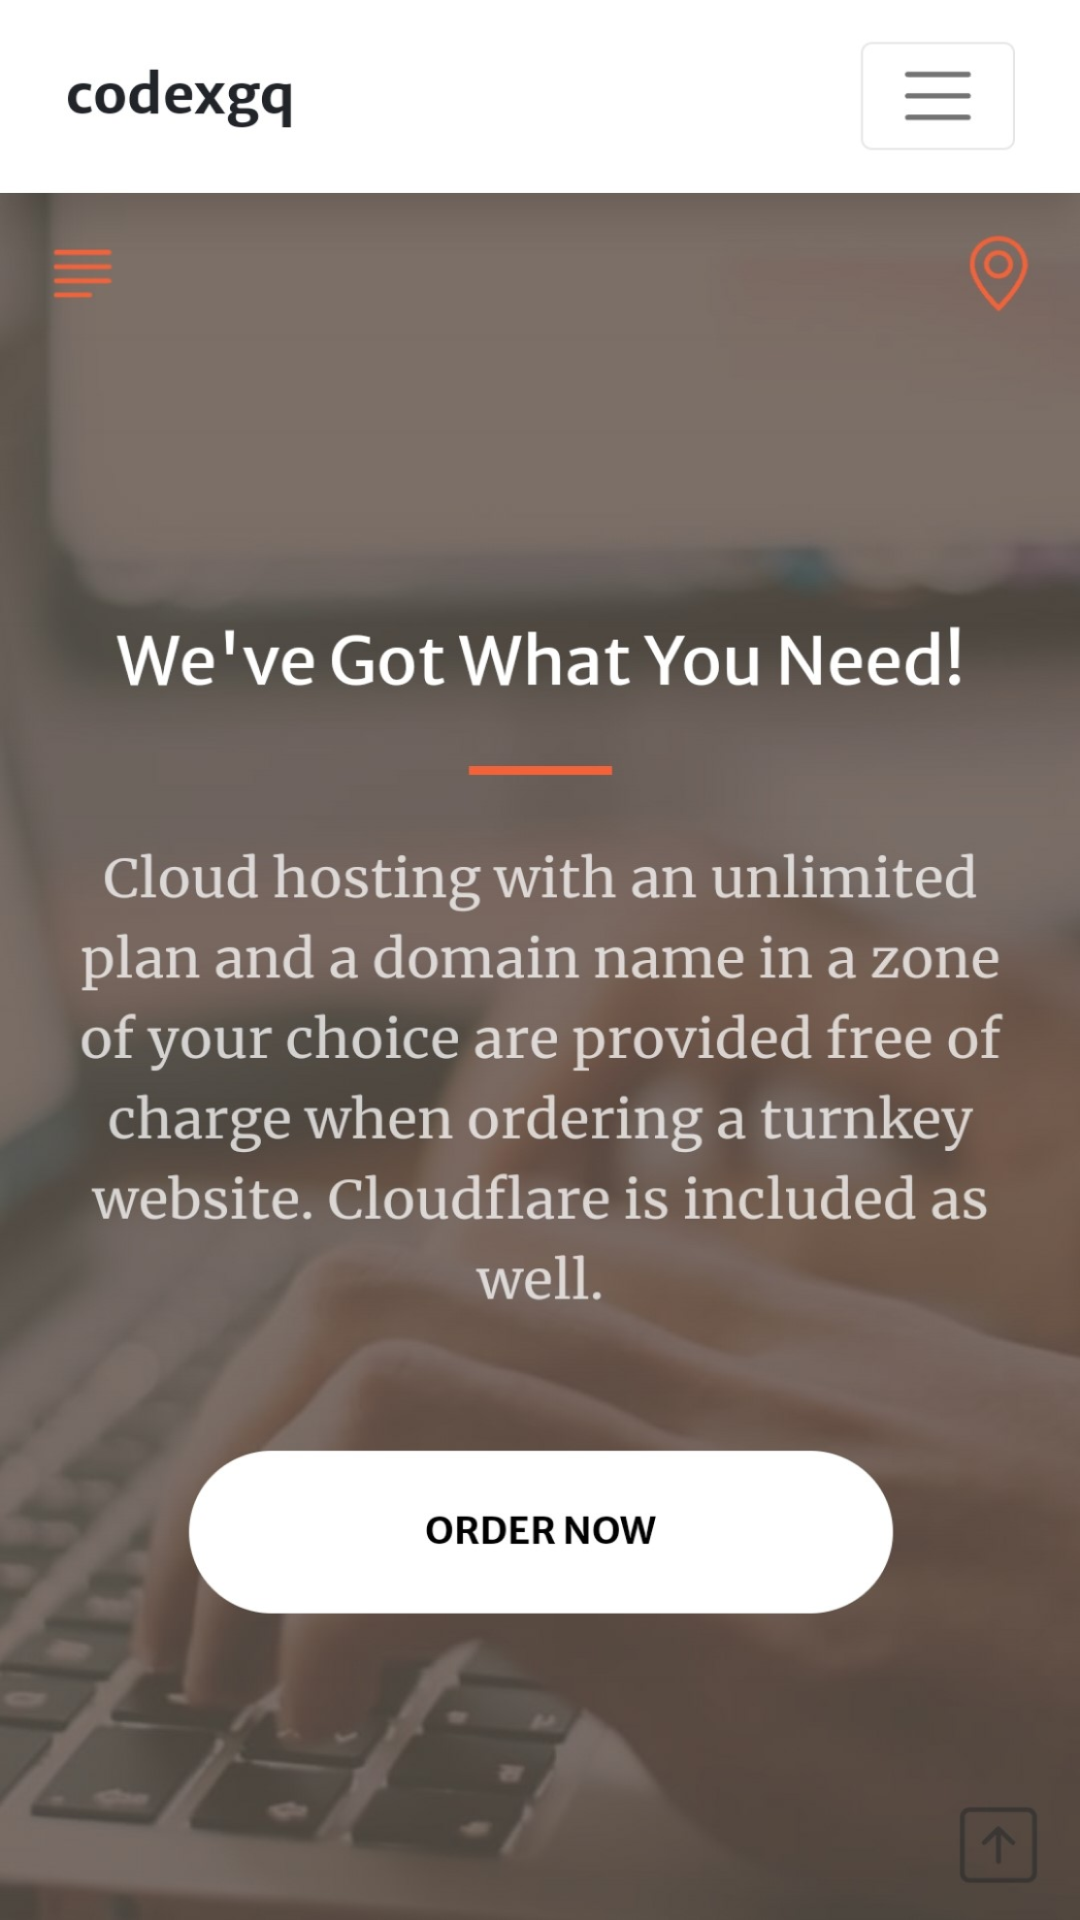 codexgq
We've Got What You Need!
Cloud hosting with an unlimited
plan and a domain name in a zone
of your choice are provided free of
charge when ordering a turnkey
website. Cloudflare is included as
well.
ORDER NOW